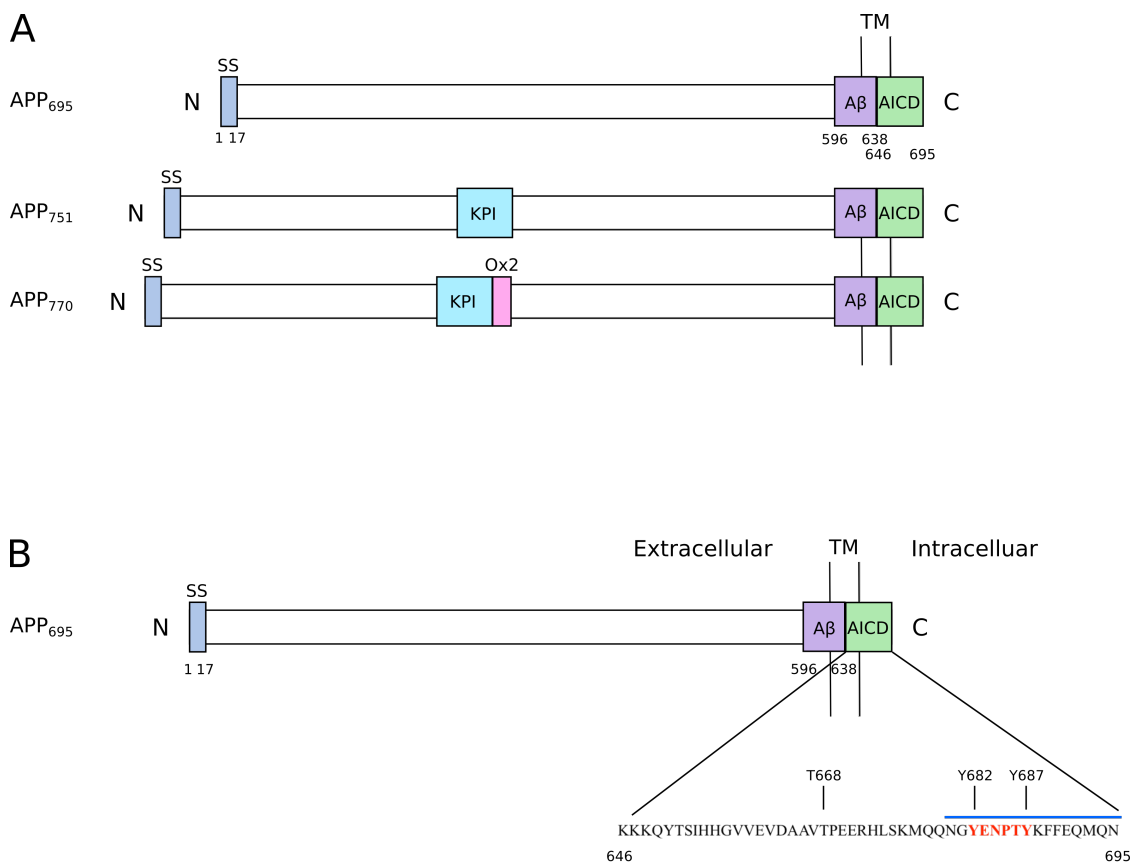 A
TM
SS
APP695
N
Aβ
AICD
C
1 17
596
638
646
695
SS
APP751
N
KPI
Aβ
AICD
C
SS
Ox2
APP770
N
KPI
Aβ
AICD
C
B
Extracellular
TM
Intracelluar
SS
APP695
N
Aβ
AICD
C
1 17
596
638
T668
Y682
Y687
KKKQYTSIHHGVVEVDAAVTPEERHLSKMQQNGYENPTYKFFEQMQN
646
695